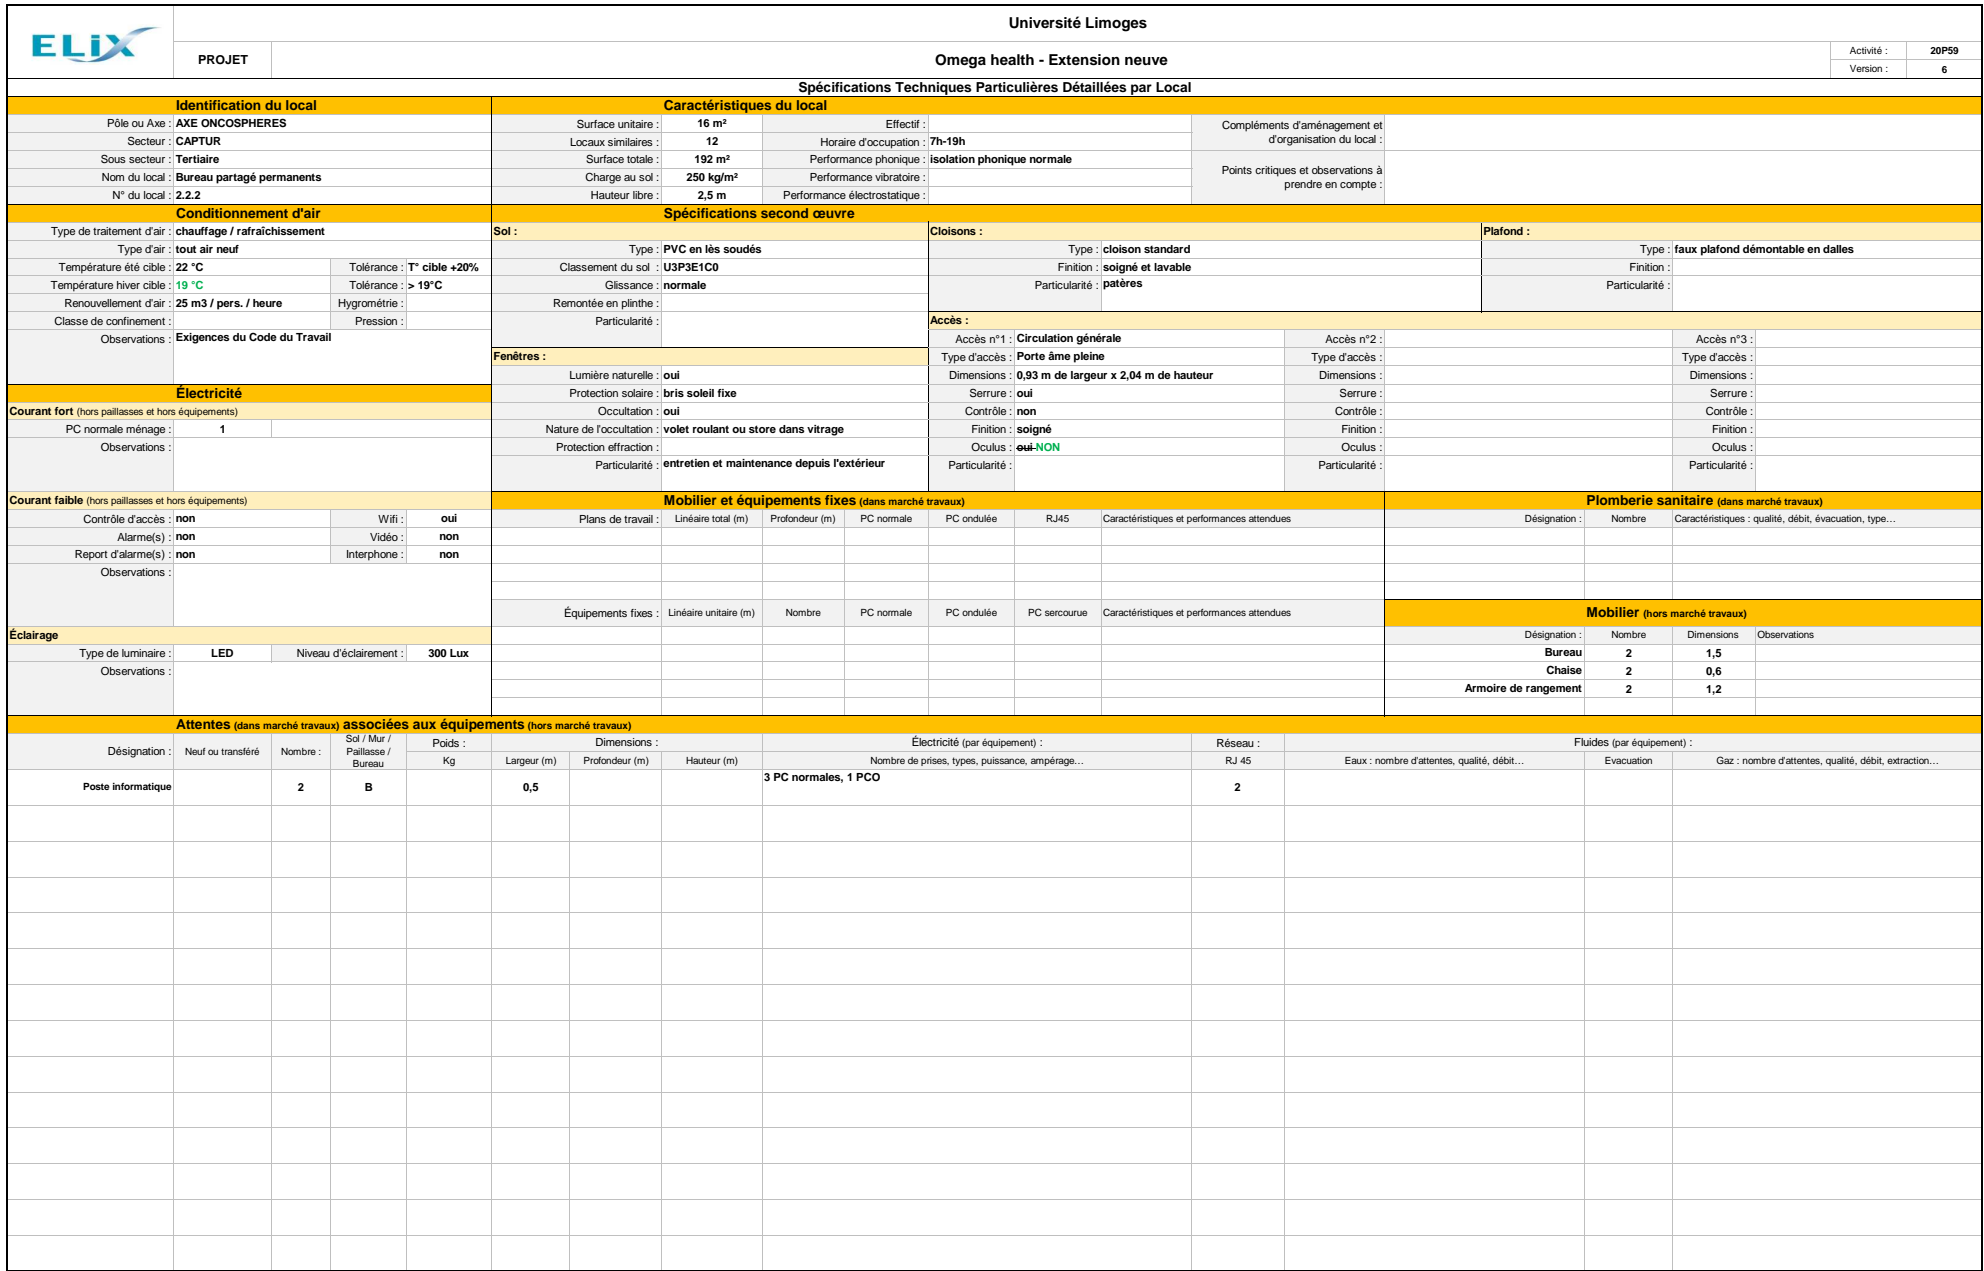 ELiX
Université Limoges
PROJET
Omega health - Extension neuve
Activité : 20P59
Version : 6
Spécifications Techniques Particulières Détaillées par Local
Identification du local
Pôle ou Axe : AXE ONCOSPHERES
Secteur : CAPTUR
Sous secteur : Tertiaire
Nom du local : Bureau partagé permanents
N° du local : 2.2.2
Caractéristiques du local
Surface unitaire : 16 m²
Locaux similaires : 12
Surface totale : 192 m²
Charge au sol : 250 kg/m²
Hauteur libre : 2,5 m
Effectif :
Horaire d'occupation : 7h-19h
Performance phonique : isolation phonique normale
Performance vibratoire :
Performance électrostatique :
Compléments d'aménagement et
d'organisation du local :
Points critiques et observations à
prendre en compte :
Conditionnement d'air
Type de traitement d'air : chauffage / rafraîchissement
Type d'air : tout air neuf
Température été cible : 22 °C Tolérance : T° cible +20%
Température hiver cible : 19 °C Tolérance : > 19°C
Renouvellement d'air : 25 m3 / pers. / heure Hygrométrie :
Classe de confinement : Pression :
Observations : Exigences du Code du Travail
Spécifications second œuvre
Sol :
Type : PVC en lès soudés
Classement du sol : U3P3E1C0
Glissance : normale
Remontée en plinthe :
Particularité :
Cloisons :
Type : cloison standard
Finition : soigné et lavable
Particularité : patères
Plafond :
Type : faux plafond démontable en dalles
Finition :
Particularité :
Fenêtres :
Lumière naturelle : oui
Protection solaire : bris soleil fixe
Occultation : oui
Nature de l'occultation : volet roulant ou store dans vitrage
Protection effraction :
Particularité : entretien et maintenance depuis l'extérieur
Accès :
Accès n°1 : Circulation générale
Type d'accès : Porte âme pleine
Dimensions : 0,93 m de largeur x 2,04 m de hauteur
Serrure : oui
Contrôle : non
Finition : soigné
Oculus : oui NON
Particularité :
Accès n°2 :
Type d'accès :
Dimensions :
Serrure :
Contrôle :
Finition :
Oculus :
Particularité :
Accès n°3 :
Type d'accès :
Dimensions :
Serrure :
Contrôle :
Finition :
Oculus :
Particularité :
Électricité
Courant fort (hors paillasses et hors équipements)
PC normale ménage : 1
Observations :
Courant faible (hors paillasses et hors équipements)
Contrôle d'accès : non Wifi : oui
Alarme(s) : non Vidéo : non
Report d'alarme(s) : non Interphone : non
Observations :
Éclairage
Type de luminaire : LED Niveau d'éclairement : 300 Lux
Observations :
Mobilier et équipements fixes (dans marché travaux)
Plans de travail : Linéaire total (m) Profondeur (m) PC normale PC ondulée RJ45 Caractéristiques et performances attendues
Équipements fixes : Linéaire unitaire (m) Nombre PC normale PC ondulée PC sercourue Caractéristiques et performances attendues
Plomberie sanitaire (dans marché travaux)
Désignation : Nombre Caractéristiques : qualité, débit, évacuation, type…
Mobilier (hors marché travaux)
Désignation : Nombre Dimensions Observations
Bureau 2 1,5
Chaise 2 0,6
Armoire de rangement 2 1,2
Attentes (dans marché travaux) associées aux équipements (hors marché travaux)
Désignation : Neuf ou transféré Nombre : Sol / Mur / Paillasse / Bureau Poids : Dimensions : Électricité (par équipement) : Réseau : Fluides (par équipement) :
Kg Largeur (m) Profondeur (m) Hauteur (m) Nombre de prises, types, puissance, ampérage… RJ 45 Eaux : nombre d'attentes, qualité, débit… Evacuation Gaz : nombre d'attentes, qualité, débit, extraction…
Poste informatique 2 B 0,5 3 PC normales, 1 PCO 2